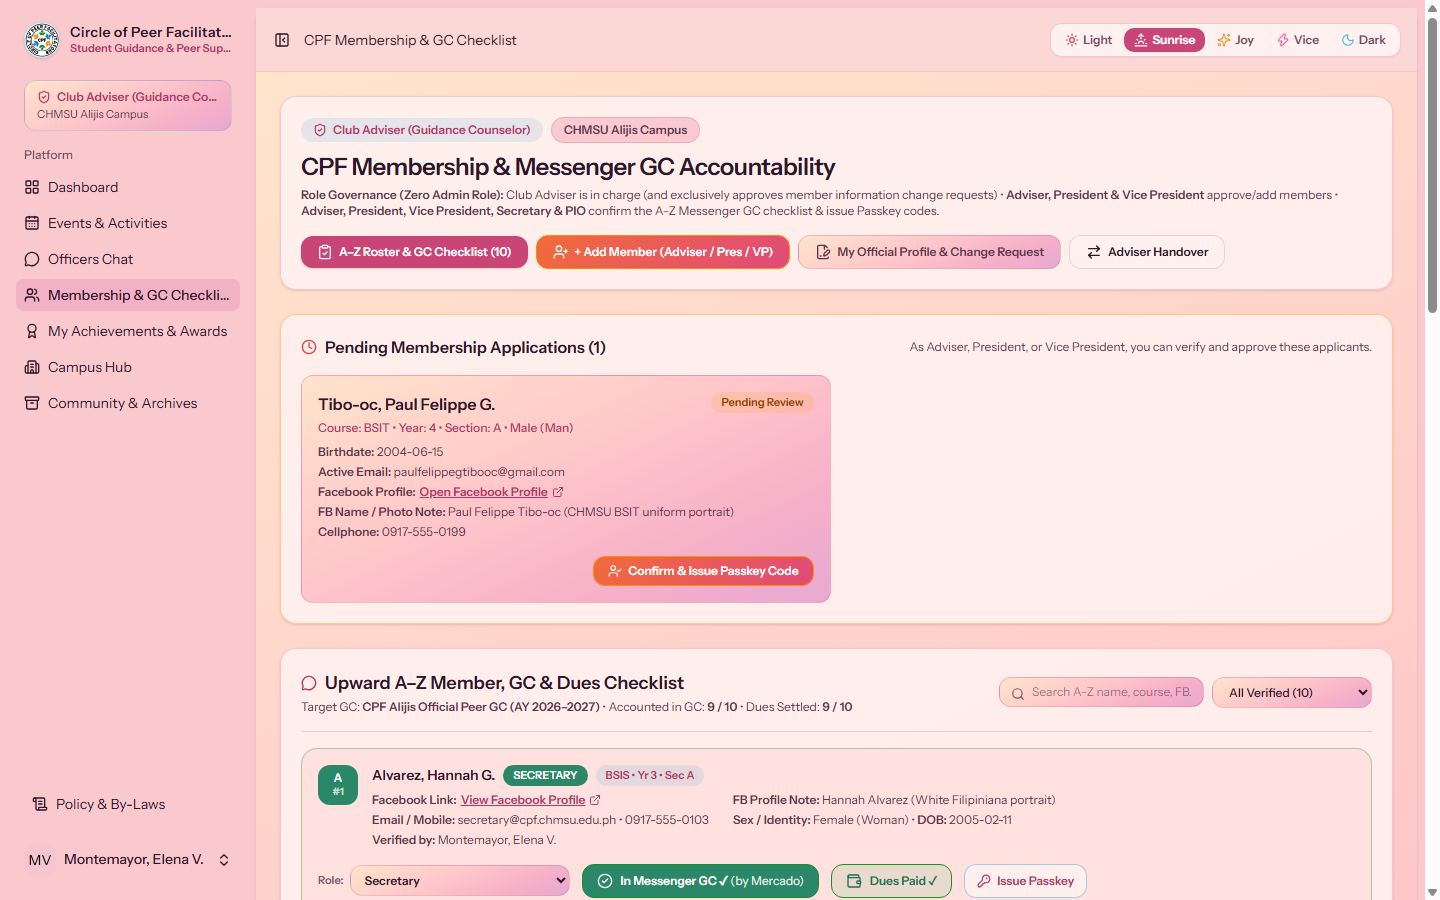 Circle of Peer Facilitat...
Student Guidance & Peer Sup...
Club Adviser (Guidance Co...
CHMSU Alijis Campus
Platform
Dashboard
Events & Activities
Officers Chat
Membership & GC Checkli...
My Achievements & Awards
Campus Hub
Community & Archives
Policy & By-Laws
MV Montemayor, Elena V.
CPF Membership & GC Checklist
Light Sunrise Joy Vice Dark
Club Adviser (Guidance Counselor) CHMSU Alijis Campus
CPF Membership & Messenger GC Accountability
Role Governance (Zero Admin Role): Club Adviser is in charge (and exclusively approves member information change requests) • Adviser, President & Vice President approve/add members •
Adviser, President, Vice President, Secretary & PIO confirm the A–Z Messenger GC checklist & issue Passkey codes.
A–Z Roster & GC Checklist (10) + Add Member (Adviser / Pres / VP) My Official Profile & Change Request Adviser Handover
Pending Membership Applications (1) As Adviser, President, or Vice President, you can verify and approve these applicants.
Tibo-oc, Paul Felippe G. Pending Review
Course: BSIT • Year: 4 • Section: A • Male (Man)
Birthdate: 2004-06-15
Active Email: paulfelippegtibooc@gmail.com
Facebook Profile: Open Facebook Profile
FB Name / Photo Note: Paul Felippe Tibo-oc (CHMSU BSIT uniform portrait)
Cellphone: 0917-555-0199
Confirm & Issue Passkey Code
Upward A–Z Member, GC & Dues Checklist
Target GC: CPF Alijis Official Peer GC (AY 2026–2027) • Accounted in GC: 9 / 10 • Dues Settled: 9 / 10
Search A–Z name, course, FB. All Verified (10)
A
#1
Alvarez, Hannah G. SECRETARY BSIS • Yr 3 • Sec A
Facebook Link: View Facebook Profile FB Profile Note: Hannah Alvarez (White Filipiniana portrait)
Email / Mobile: secretary@cpf.chmsu.edu.ph • 0917-555-0103 Sex / Identity: Female (Woman) • DOB: 2005-02-11
Verified by: Montemayor, Elena V.
Role: Secretary In Messenger GC ✓ (by Mercado) Dues Paid ✓ Issue Passkey